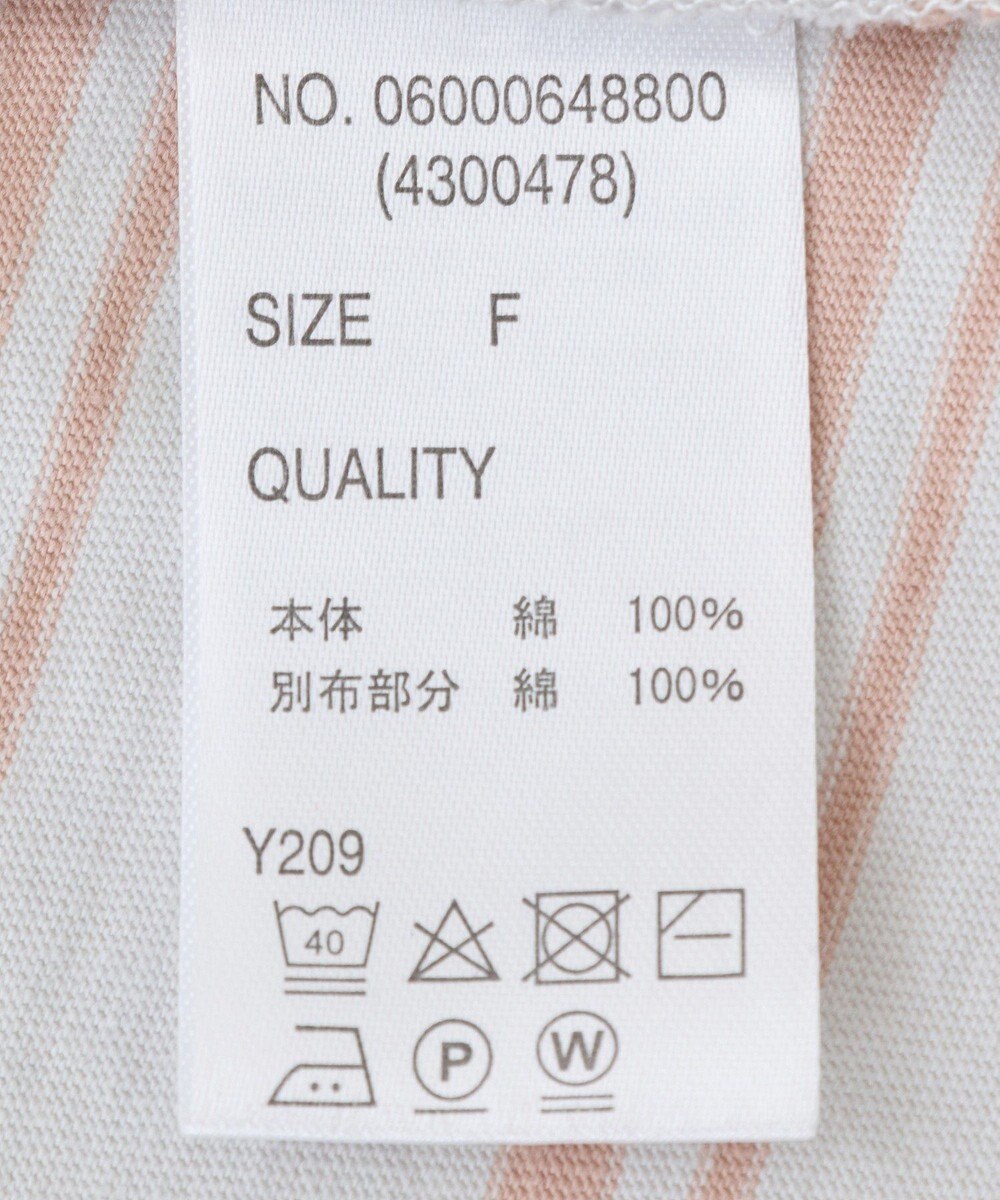 NO. 06000648800
(4300478)
SIZE F
QUALITY
本体 綿 100%
別布部分 綿 100%
Y209
40
P W